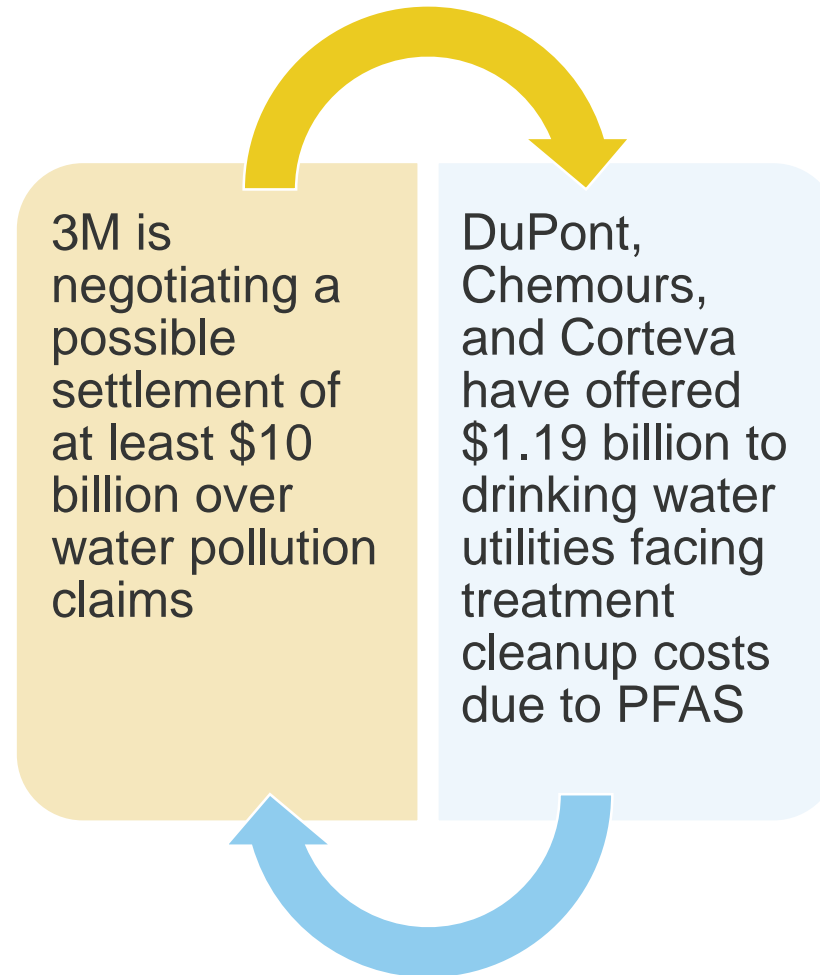 3M is
negotiating a
possible
settlement of
at least $10
billion over
water pollution
claims
DuPont,
Chemours,
and Corteva
have offered
$1.19 billion to
drinking water
utilities facing
treatment
cleanup costs
due to PFAS